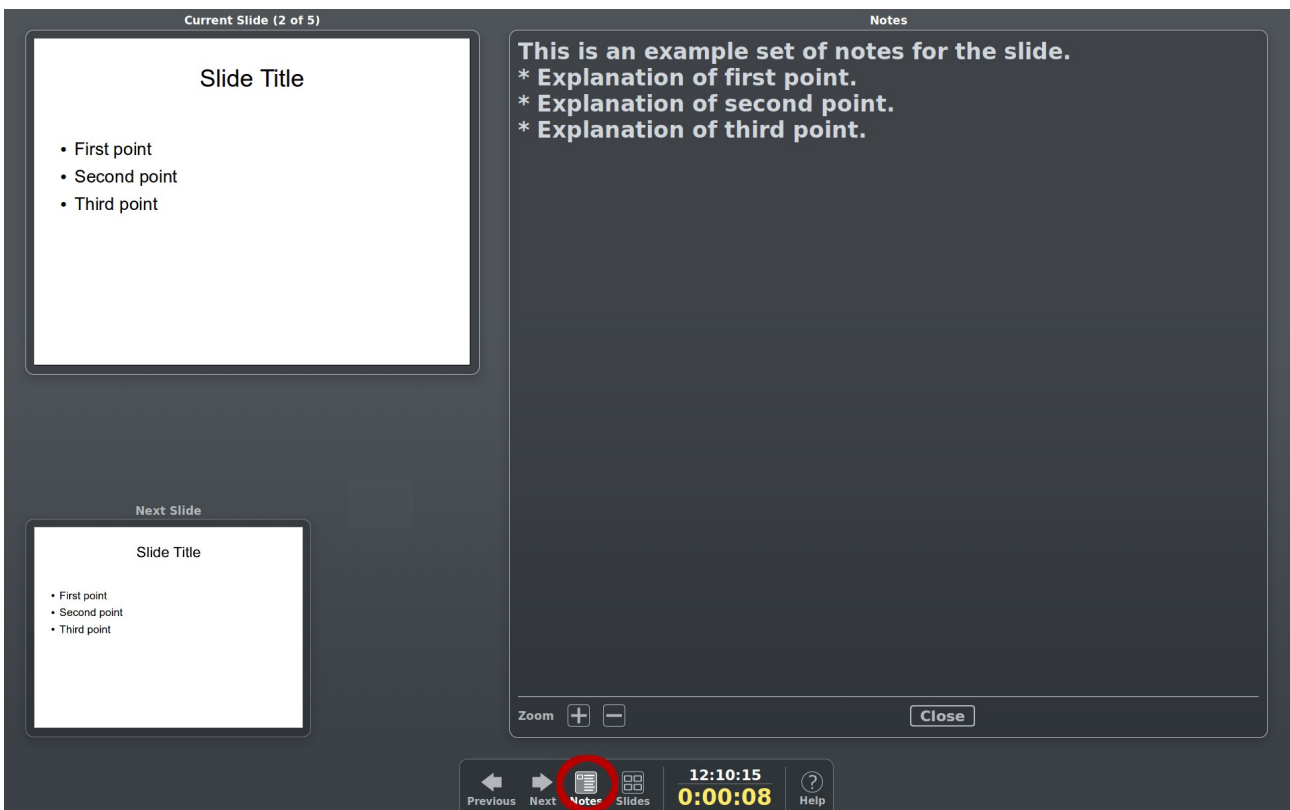 Current Slide (2 of 5)
Slide Title
• First point
• Second point
• Third point
Next Slide
Slide Title
• First point
• Second point
• Third point
Notes
This is an example set of notes for the slide.
* Explanation of first point.
* Explanation of second point.
* Explanation of third point.
Zoom + − Close
Previous Next Notes Slides 12:10:15 0:00:08 ? Help